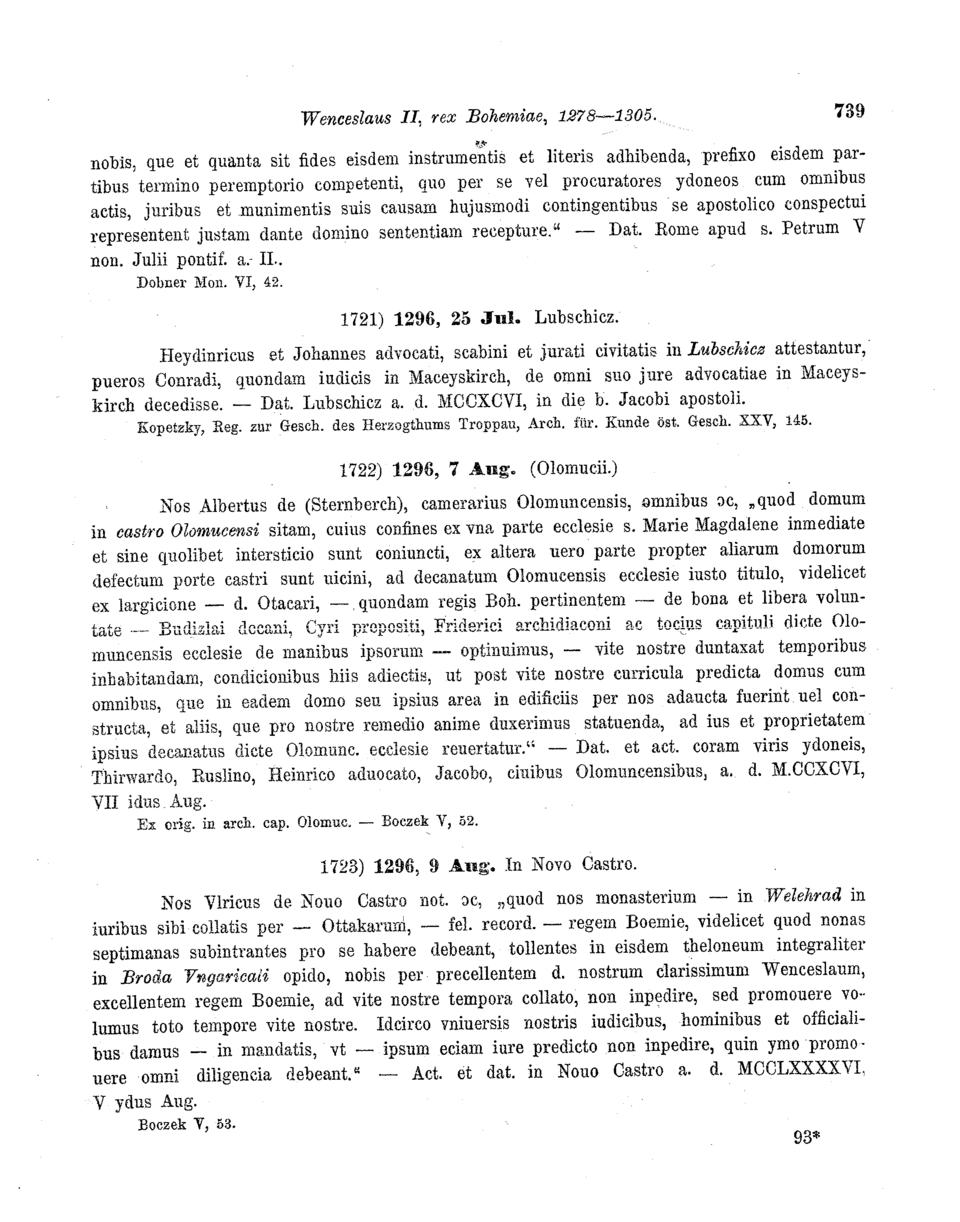 Wenceslaus II, rex Bohemiae, 1278—1305.
739
nobis, que et quanta sit fides eisdem instrumentis et literis adhibenda, prefixo eisdem par-
tibus termino peremptorio competenti, quo per se vel procuratores ydoneos cum omnibus
actis, juribus et munimentis suis causam hujusmodi contingentibus se apostolico conspectui
representent justam dante domino sententiam recepture.“ — Dat. Rome apud s. Petrum V
non. Julii pontif. a. II..
Dobner Mon. VI, 42.
1721) 1296, 25 Jul. Lubschicz.
Heydinricus et Johannes advocati, scabini et jurati civitatis in Lubschicz attestantur,
pueros Conradi, quondam iudicis in Maceyskirch, de omni suo jure advocatiae in Maceys-
kirch decedisse. — Dat. Lubschicz a. d. MCCXCVI, in die b. Jacobi apostoli.
Kopetzky, Reg. zur Gesch. des Herzogthums Troppau, Arch. für. Kunde öst. Gesch. XXV, 145.
1722) 1296, 7 Aug. (Olomucii.)
Nos Albertus de (Sternberch), camerarius Olomuncensis, omnibus ɔc, „quod domum
in castro Olomucensi sitam, cuius confines ex vna parte ecclesie s. Marie Magdalene inmediate
et sine quolibet intersticio sunt coniuncti, ex altera uero parte propter aliarum domorum
defectum porte castri sunt uicini, ad decanatum Olomucensis ecclesie iusto titulo, videlicet
ex largicione — d. Otacari, — quondam regis Boh. pertinentem — de bona et libera volun-
tate — Budizlai decani, Cyri prepositi, Friderici archidiaconi ac tocius capituli dicte Olo-
muncensis ecclesie de manibus ipsorum — optinuimus, — vite nostre duntaxat temporibus
inhabitandam, condicionibus hiis adiectis, ut post vite nostre curricula predicta domus cum
omnibus, que in eadem domo seu ipsius area in edificiis per nos adaucta fuerint uel con-
structa, et aliis, que pro nostre remedio anime duxerimus statuenda, ad ius et proprietatem
ipsius decanatus dicte Olomunc. ecclesie reuertatur.“ — Dat. et act. coram viris ydoneis,
Thirwardo, Ruslino, Heinrico aduocato, Jacobo, ciuibus Olomuncensibus, a. d. M.CCXCVI,
VII idus Aug.
Ex orig. in arch. cap. Olomuc. — Boczek V, 52.
1723) 1296, 9 Aug. In Novo Castro.
Nos Vlricus de Nouo Castro not. ɔc, „quod nos monasterium — in Welehrad in
iuribus sibi collatis per — Ottakarum, — fel. record. — regem Boemie, videlicet quod nonas
septimanas subintrantes pro se habere debeant, tollentes in eisdem theloneum integraliter
in Broda Vngaricali opido, nobis per precellentem d. nostrum clarissimum Wenceslaum,
excellentem regem Boemie, ad vite nostre tempora collato, non inpedire, sed promouere vo-
lumus toto tempore vite nostre. Idcirco vniuersis nostris iudicibus, hominibus et officiali-
bus damus — in mandatis, vt — ipsum eciam iure predicto non inpedire, quin ymo promo-
uere omni diligencia debeant.“ — Act. et dat. in Nouo Castro a. d. MCCLXXXXVI,
V ydus Aug.
Boczek V, 53.
93*